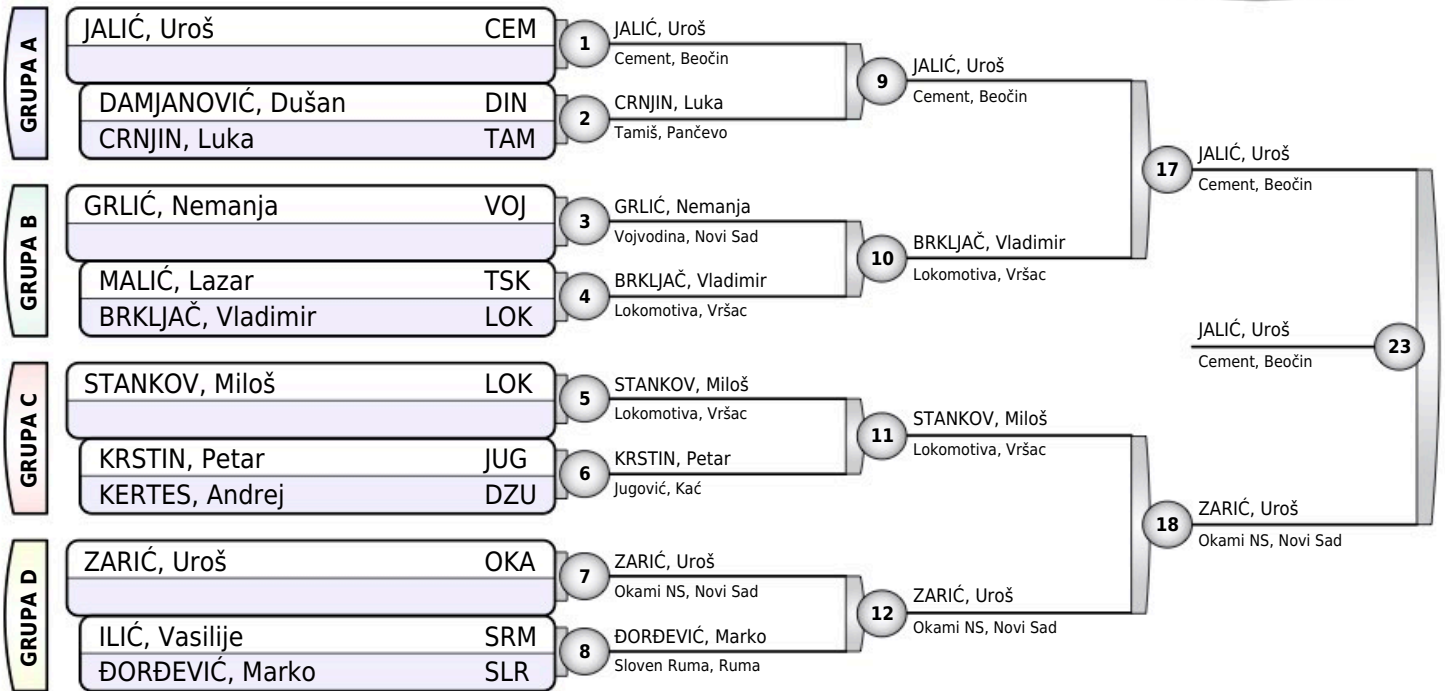 GRUPA A
JALIĆ, Uroš CEM
DAMJANOVIĆ, Dušan DIN
CRNJIN, Luka TAM
GRUPA B
GRLIĆ, Nemanja VOJ
MALIĆ, Lazar TSK
BRKLJAČ, Vladimir LOK
GRUPA C
STANKOV, Miloš LOK
KRSTIN, Petar JUG
KERTES, Andrej DZU
GRUPA D
ZARIĆ, Uroš OKA
ILIĆ, Vasilije SRM
ĐORĐEVIĆ, Marko SLR
1
JALIĆ, Uroš
Cement, Beočin
2
CRNJIN, Luka
Tamiš, Pančevo
3
GRLIĆ, Nemanja
Vojvodina, Novi Sad
4
BRKLJAČ, Vladimir
Lokomotiva, Vršac
5
STANKOV, Miloš
Lokomotiva, Vršac
6
KRSTIN, Petar
Jugović, Kać
7
ZARIĆ, Uroš
Okami NS, Novi Sad
8
ĐORĐEVIĆ, Marko
Sloven Ruma, Ruma
9
JALIĆ, Uroš
Cement, Beočin
10
BRKLJAČ, Vladimir
Lokomotiva, Vršac
11
STANKOV, Miloš
Lokomotiva, Vršac
12
ZARIĆ, Uroš
Okami NS, Novi Sad
17
JALIĆ, Uroš
Cement, Beočin
18
ZARIĆ, Uroš
Okami NS, Novi Sad
JALIĆ, Uroš
Cement, Beočin
23